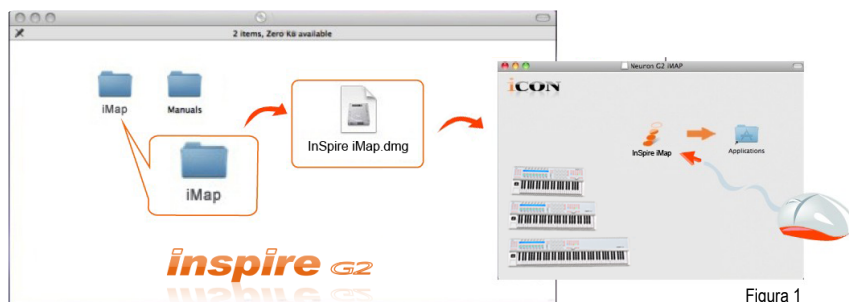 2 items, Zero KB available
iMap
Manuals
iMap
InSpire iMap.dmg
inspire G2
Neuron G2 iMAP
iCON
InSpire iMap
Applications
Figura 1